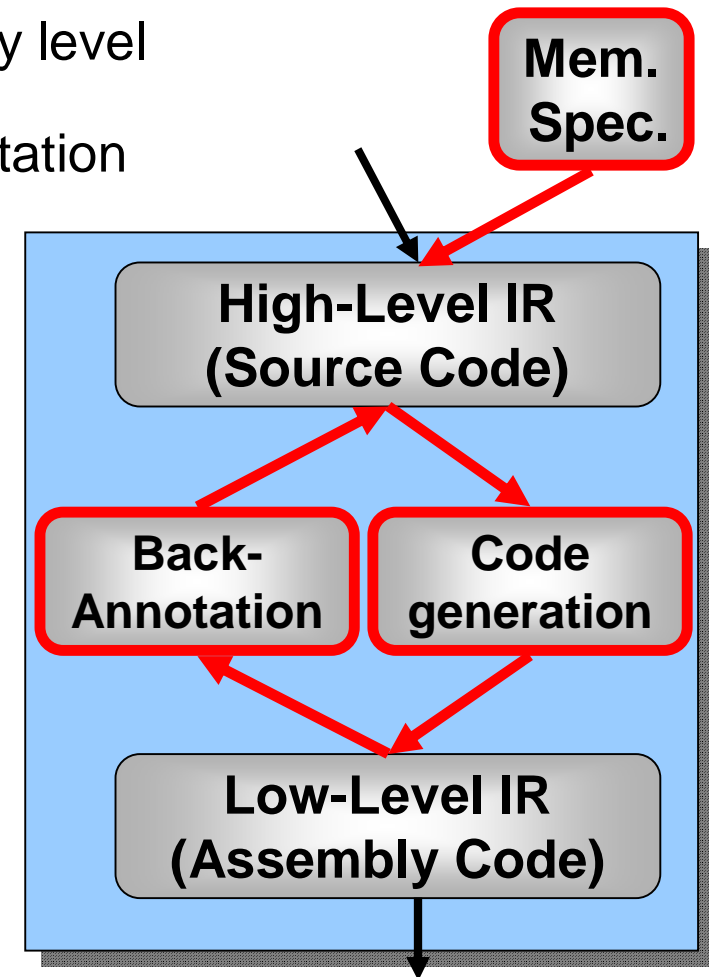 y level
tation
Mem.
Spec.
High-Level IR
(Source Code)
Back-
Annotation
Code
generation
Low-Level IR
(Assembly Code)